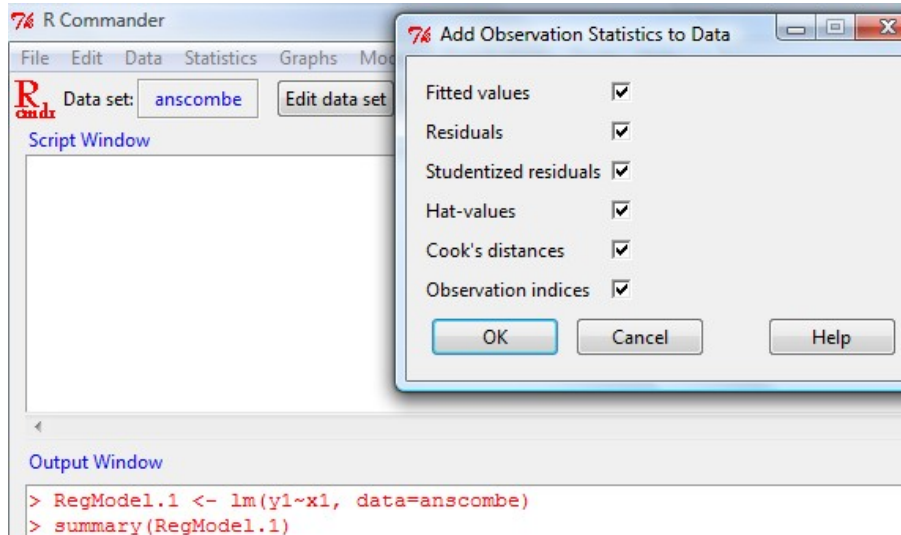 R Commander
File Edit Data Statistics Graphs
R
cmdr
Data set: anscombe Edit data set
Script Window
Add Observation Statistics to Data
Fitted values
Residuals
Studentized residuals
Hat-values
Cook's distances
Observation indices
OK Cancel Help
Output Window
> RegModel.1 <- lm(y1~x1, data=anscombe)
> summary(RegModel.1)